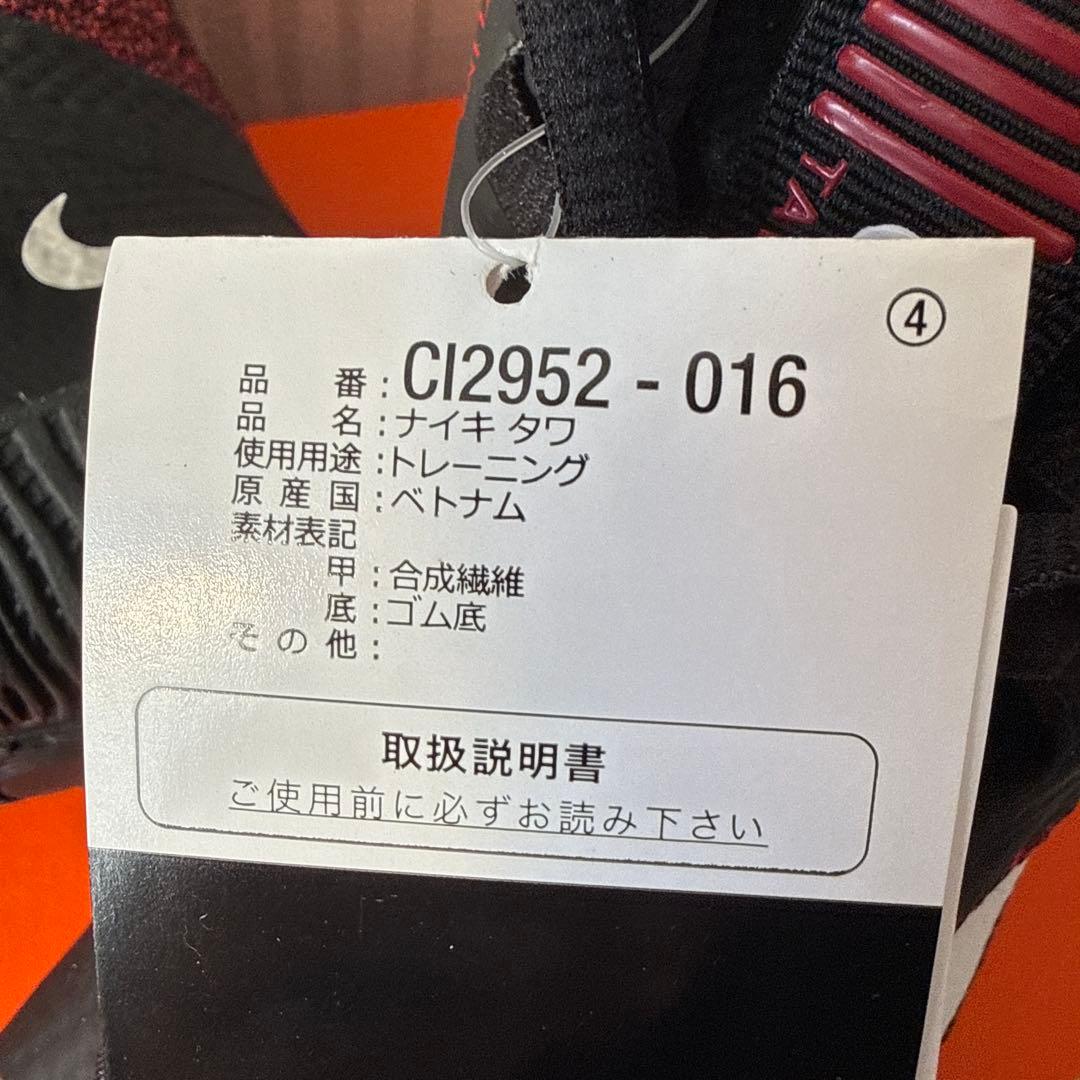 TA
④
品番:CI2952-016
品名:ナイキ タワ
使用用途:トレーニング
原産国:ベトナム
素材表記
甲:合成繊維
底:ゴム底
その他:
取扱説明書
ご使用前に必ずお読み下さい